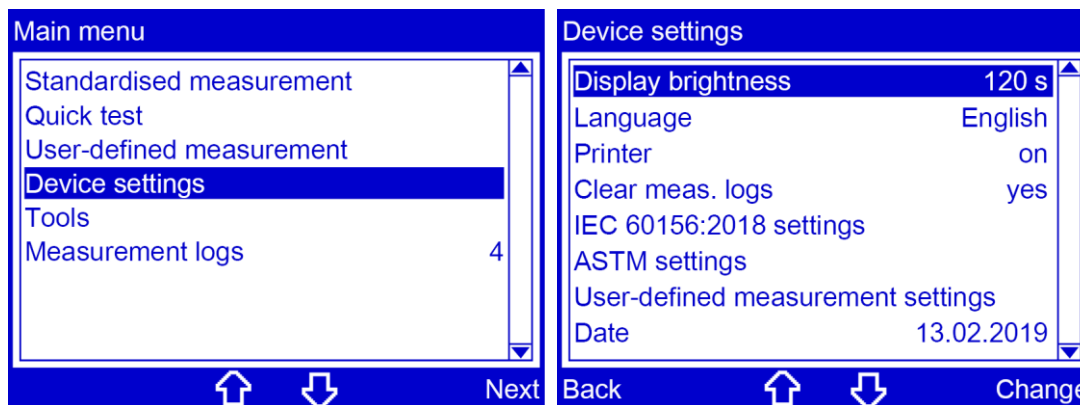 Main menu
Standardised measurement
Quick test
User-defined measurement
Device settings
Tools
Measurement logs 4
Next
Device settings
Display brightness 120 s
Language English
Printer on
Clear meas. logs yes
IEC 60156:2018 settings
ASTM settings
User-defined measurement settings
Date 13.02.2019
Back Change